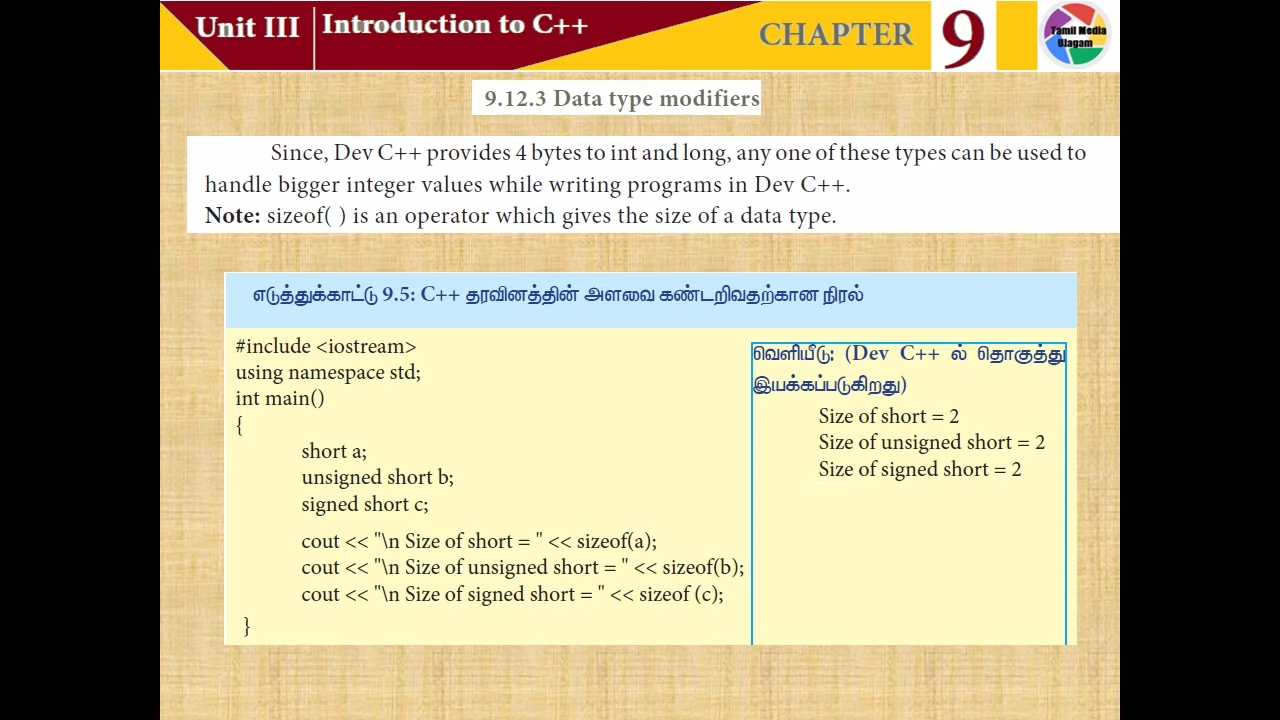 Unit III
Introduction to C++
CHAPTER
9
Tamil Media
Ulagam
9.12.3 Data type modifiers
Since, Dev C++ provides 4 bytes to int and long, any one of these types can be used to
handle bigger integer values while writing programs in Dev C++.
Note: sizeof( ) is an operator which gives the size of a data type.
எடுத்துக்காட்டு 9.5: C++ தரவினத்தின் அளவை கண்டறிவதற்கான நிரல்
#include <iostream>
using namespace std;
int main()
{
short a;
unsigned short b;
signed short c;
cout << "\n Size of short = " << sizeof(a);
cout << "\n Size of unsigned short = " << sizeof(b);
cout << "\n Size of signed short = " << sizeof (c);
}
வெளியீடு: (Dev C++ ல் தொகுத்து
இயக்கப்படுகிறது)
Size of short = 2
Size of unsigned short = 2
Size of signed short = 2